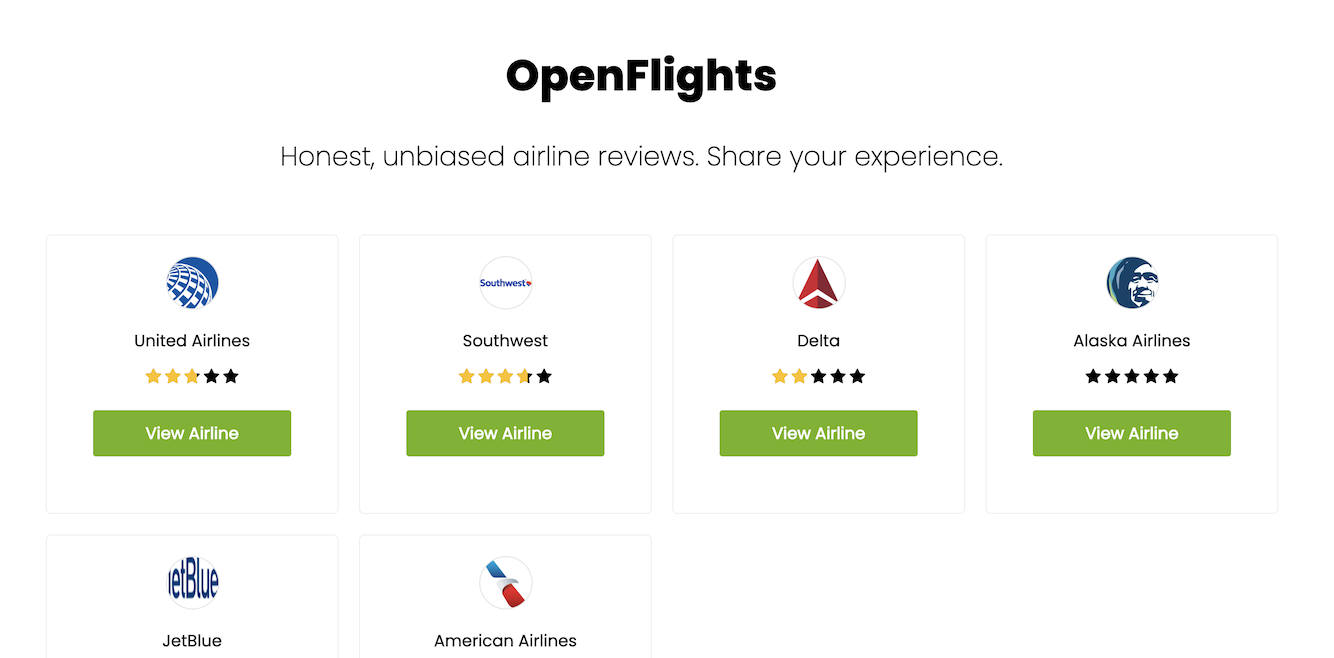 OpenFlights
Honest, unbiased airline reviews. Share your experience.
Southwest
United Airlines
Southwest
Delta
Alaska Airlines
View Airline
View Airline
View Airline
View Airline
jetBlue
JetBlue
American Airlines